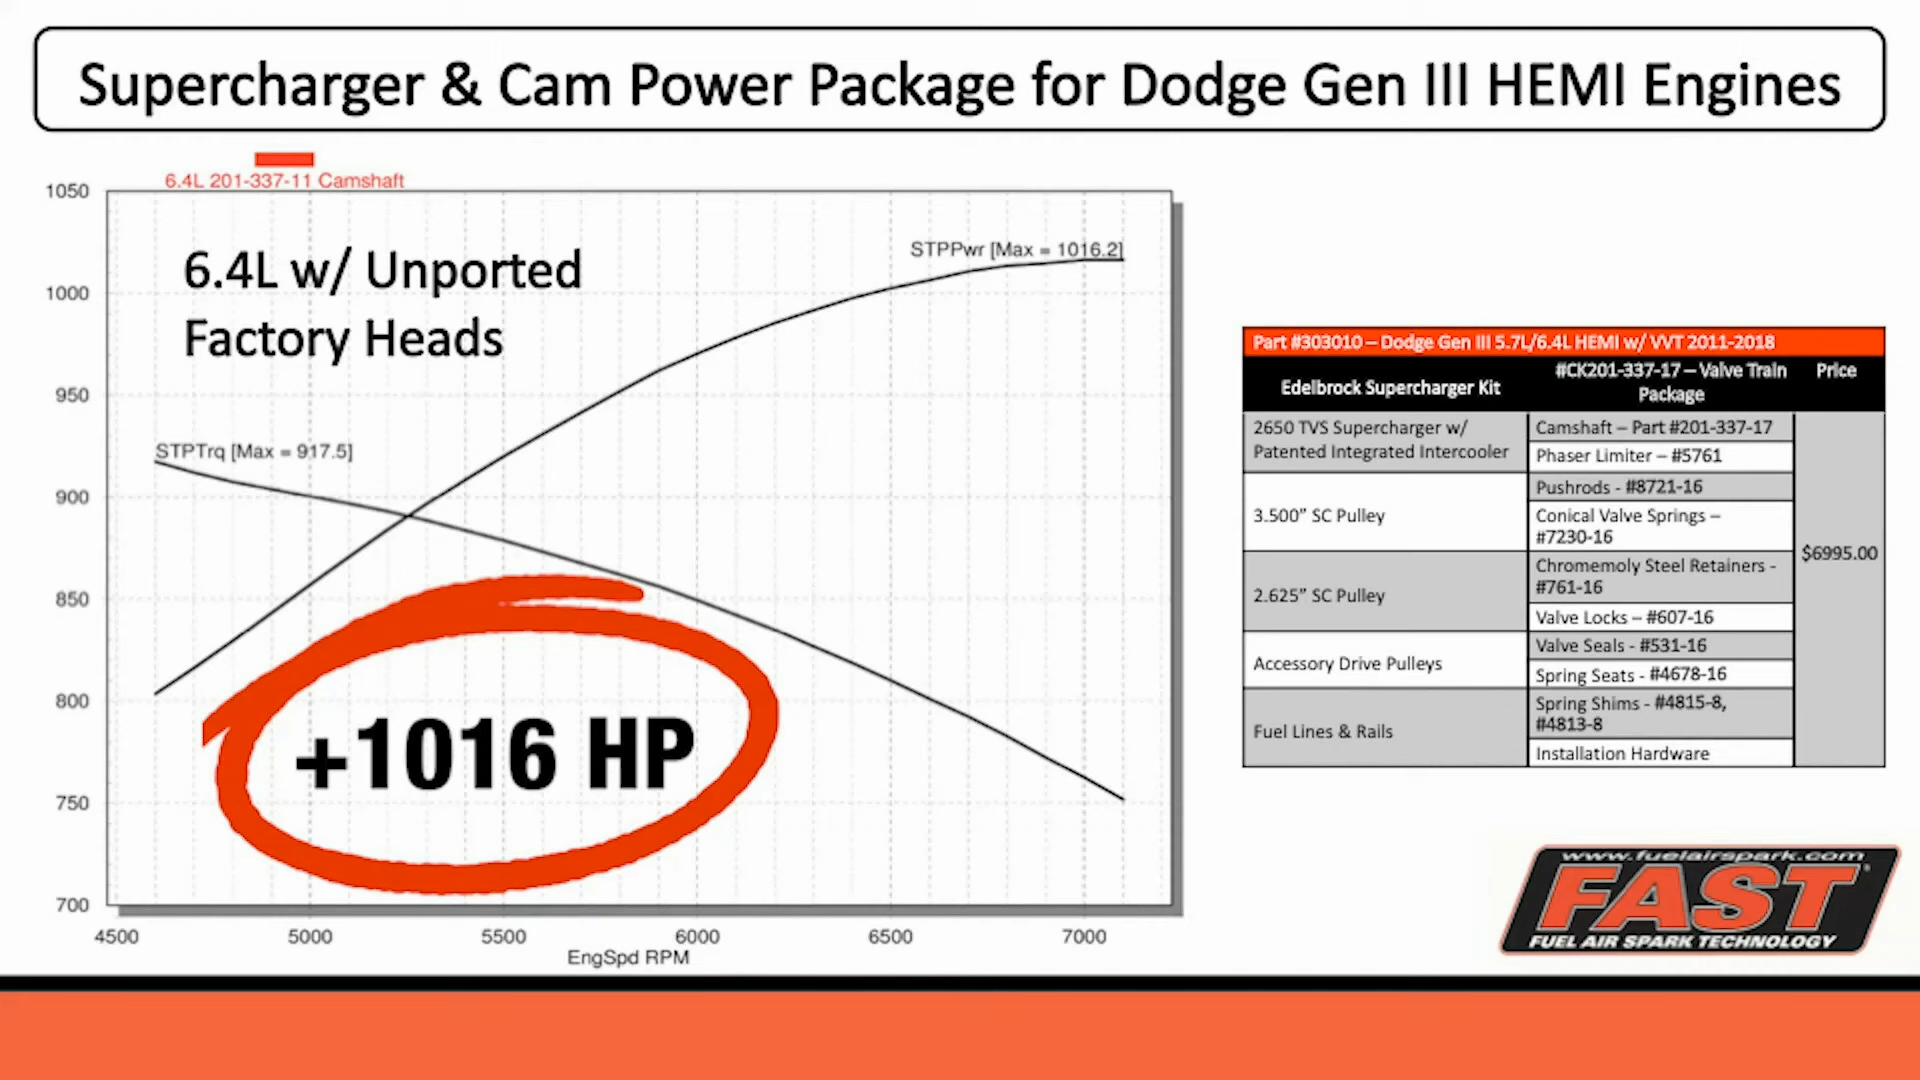 Supercharger & Cam Power Package for Dodge Gen III HEMI Engines
6.4L 201-337-11 Camshaft
1050
1000
950
900
850
800
750
700
6.4L w/ Unported
Factory Heads
STPPwr [Max = 1016.2]
STPTrq [Max = 917.5]
+1016 HP
4500 5000 5500 6000 6500 7000
EngSpd RPM
Part #303010 – Dodge Gen III 5.7L/6.4L HEMI w/ VVT 2011-2018
Edelbrock Supercharger Kit
#CK201-337-17 – Valve Train
Package
Price
2650 TVS Supercharger w/
Patented Integrated Intercooler
3.500” SC Pulley
2.625” SC Pulley
Accessory Drive Pulleys
Fuel Lines & Rails
Camshaft – Part #201-337-17
Phaser Limiter – #5761
Pushrods - #8721-16
Conical Valve Springs –
#7230-16
Chromemoly Steel Retainers -
#761-16
Valve Locks – #607-16
Valve Seals - #531-16
Spring Seats - #4678-16
Spring Shims - #4815-8,
#4813-8
Installation Hardware
$6995.00
www.fuelairspark.com
FAST
FUEL AIR SPARK TECHNOLOGY